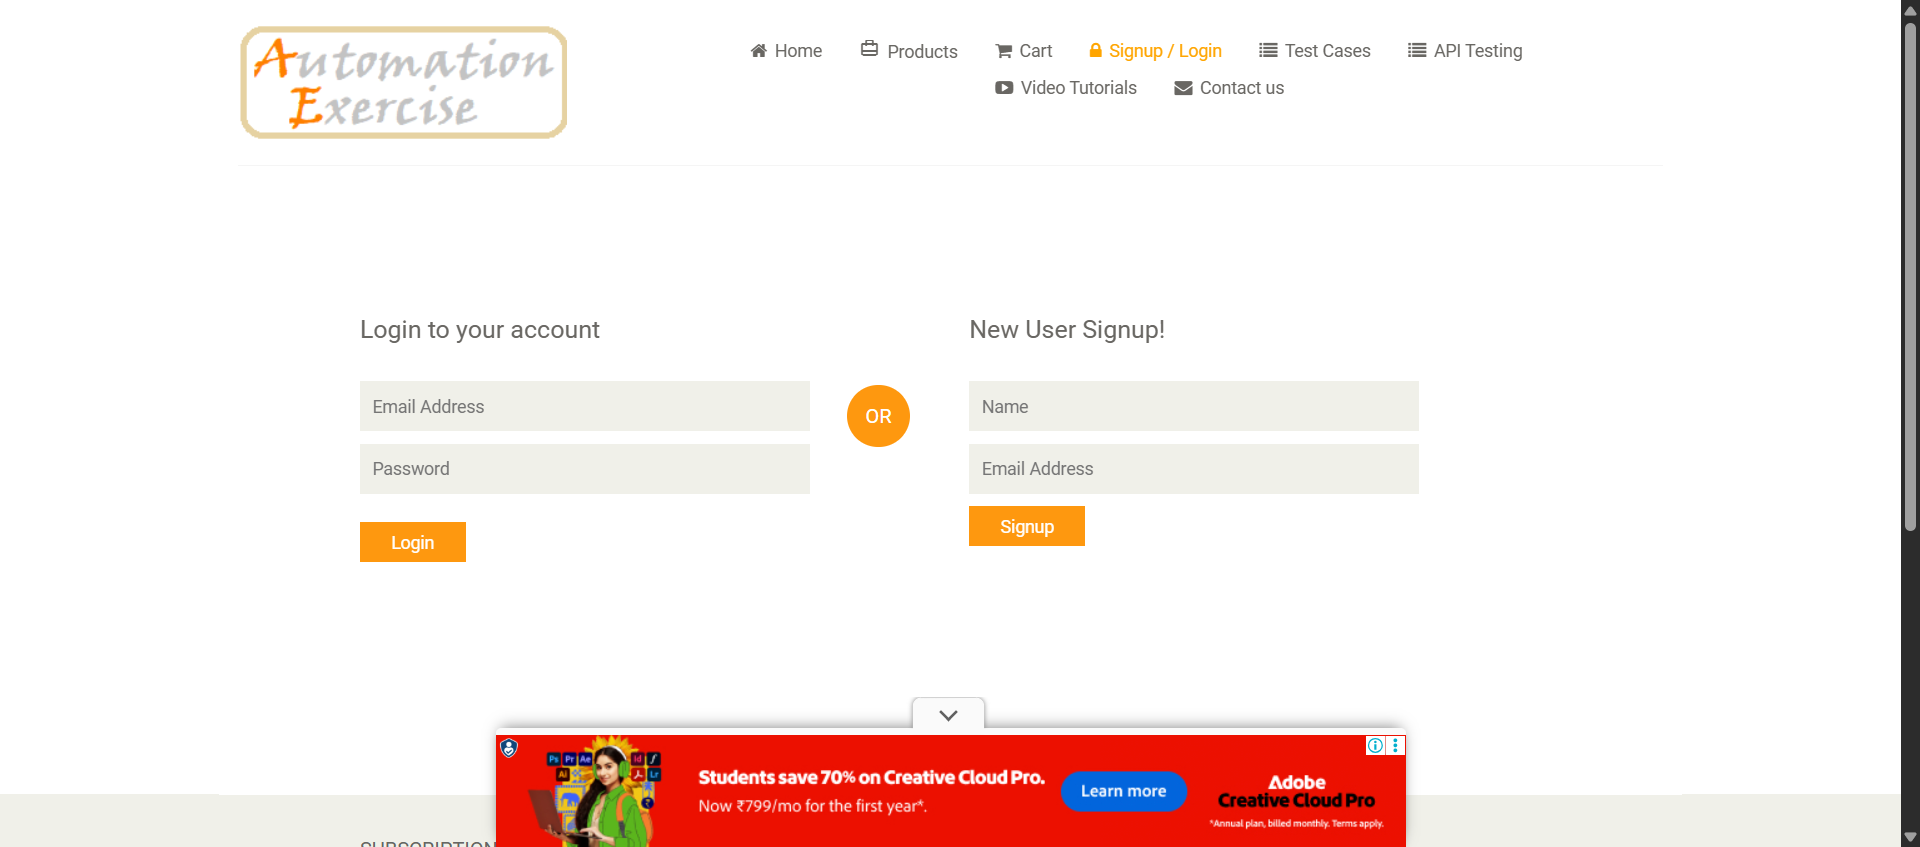 Automation
Exercise
Home
Products
Cart
Signup / Login
Test Cases
API Testing
Video Tutorials
Contact us
Login to your account
Email Address
Password
Login
OR
New User Signup!
Name
Email Address
Signup
Ps Pr Ae Id f
Ai Lr
Students save 70% on Creative Cloud Pro.
Now ₹799/mo for the first year*.
Learn more
Adobe
Creative Cloud Pro
*Annual plan, billed monthly. Terms apply.
SUBSCRIPTION